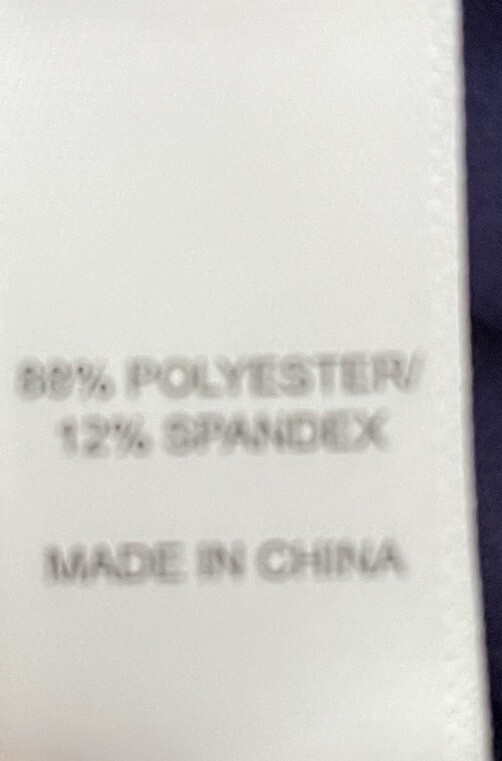 88% POLYESTER/
12% SPANDEX
MADE IN CHINA